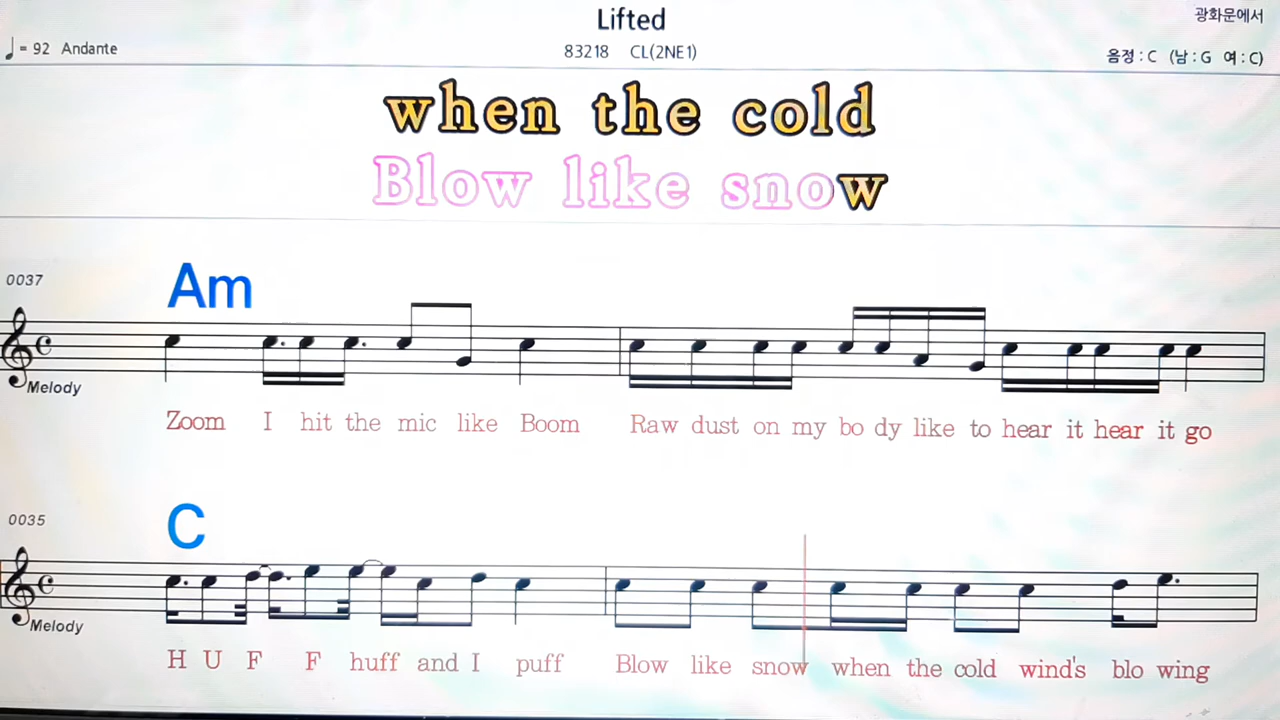 Lifted
광화문에서
♩= 92 Andante
83218 CL(2NE1)
음정 : C (남 : G 여 : C)
when the cold
Blow like snow
0037
Am
Melody
Zoom I hit the mic like Boom Raw dust on my bo dy like to hear it hear it go
0035
C
Melody
H U F F huff and I puff Blow like snow when the cold wind's blo wing